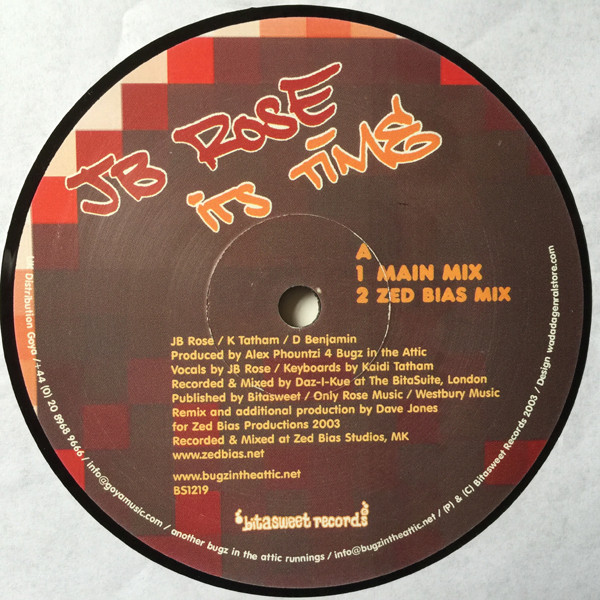 JB ROSE
iTS TiME
A
1 MAIN MIX
2 ZED BIAS MIX
JB Rosé / K Tatham / D Benjamin
Produced by Alex Phountzi 4 Bugz in the Attic
Vocals by JB Rose / Keyboards by Kaidi Tatham
Recorded & Mixed by Daz-I-Kue at The BitaSuite, London
Published by Bitasweet / Only Rose Music / Westbury Music
Remix and additional production by Dave Jones
for Zed Bias Productions 2003
Recorded & Mixed at Zed Bias Studios, MK
www.zedbias.net
www.bugzintheattic.net
BS1219
bitasweet records
UK Distribution Goya / +44 (0) 20 8968 9666 / info@goyamusic.com / another bugz in the attic runnings / info@bugzintheattic.net / (P) & (C) Bitasweet Records 2003 / Design wadadagenralstore.com